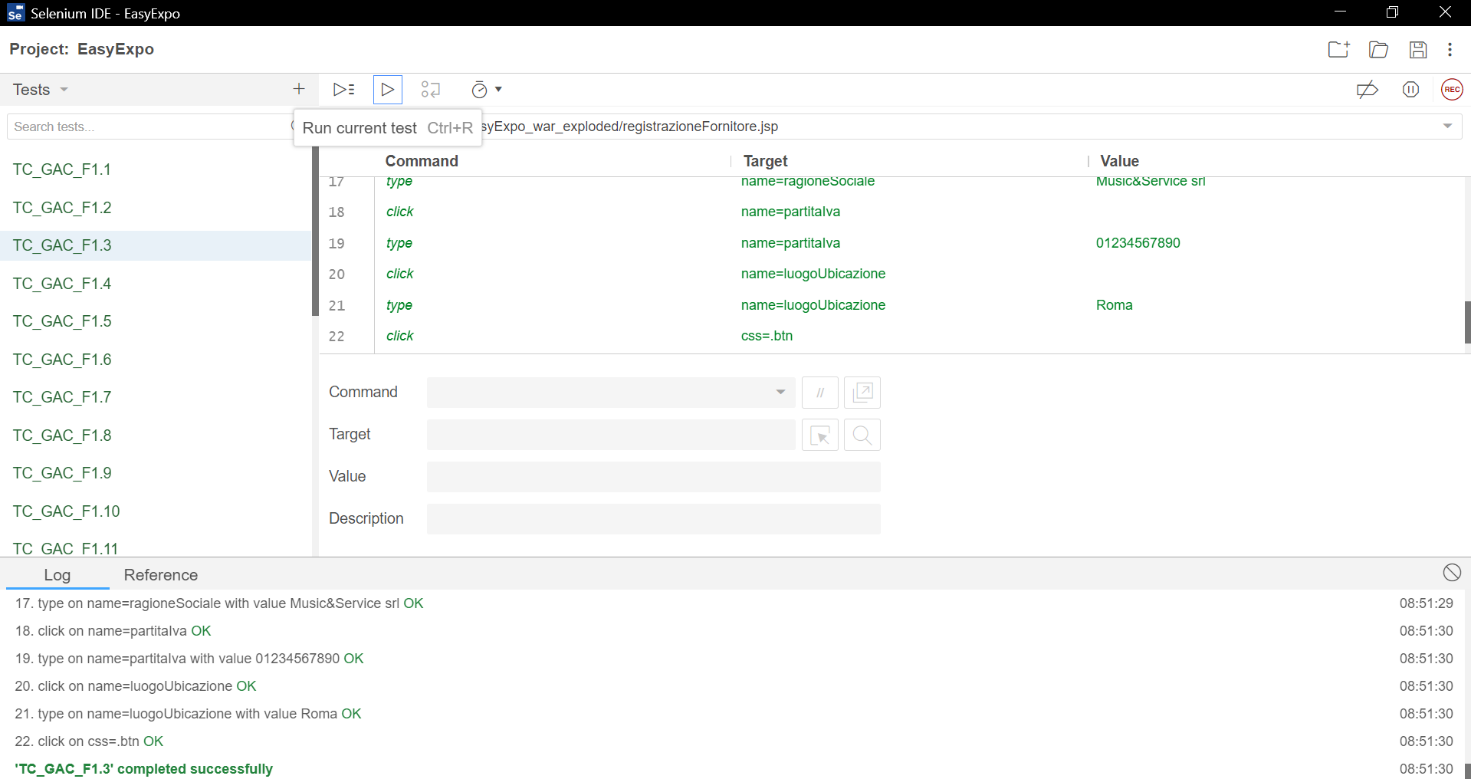 Selenium IDE - EasyExpo
Project: EasyExpo
Tests
REC
Search tests...
Run current test Ctrl+R
syExpo_war_exploded/registrazioneFornitore.jsp
Command Target Value
17 type name=ragioneSociale Music&Service srl
18 click name=partitaIva
19 type name=partitaIva 01234567890
20 click name=luogoUbicazione
21 type name=luogoUbicazione Roma
22 click css=.btn
TC_GAC_F1.1
TC_GAC_F1.2
TC_GAC_F1.3
TC_GAC_F1.4
TC_GAC_F1.5
TC_GAC_F1.6
TC_GAC_F1.7
TC_GAC_F1.8
TC_GAC_F1.9
TC_GAC_F1.10
TC_GAC_F1.11
Command //
Target
Value
Description
Log Reference
17. type on name=ragioneSociale with value Music&Service srl OK 08:51:29
18. click on name=partitaIva OK 08:51:30
19. type on name=partitaIva with value 01234567890 OK 08:51:30
20. click on name=luogoUbicazione OK 08:51:30
21. type on name=luogoUbicazione with value Roma OK 08:51:30
22. click on css=.btn OK 08:51:30
'TC_GAC_F1.3' completed successfully 08:51:30